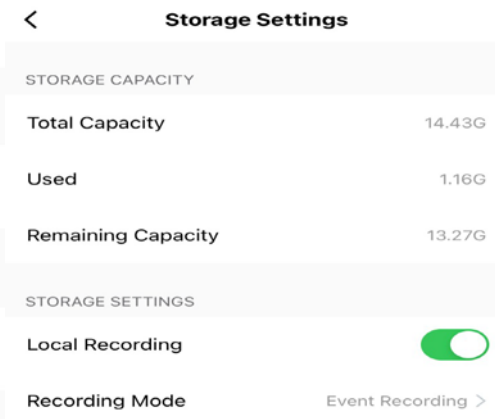 Storage Settings
STORAGE CAPACITY
Total Capacity 14.43G
Used 1.16G
Remaining Capacity 13.27G
STORAGE SETTINGS
Local Recording
Recording Mode Event Recording >